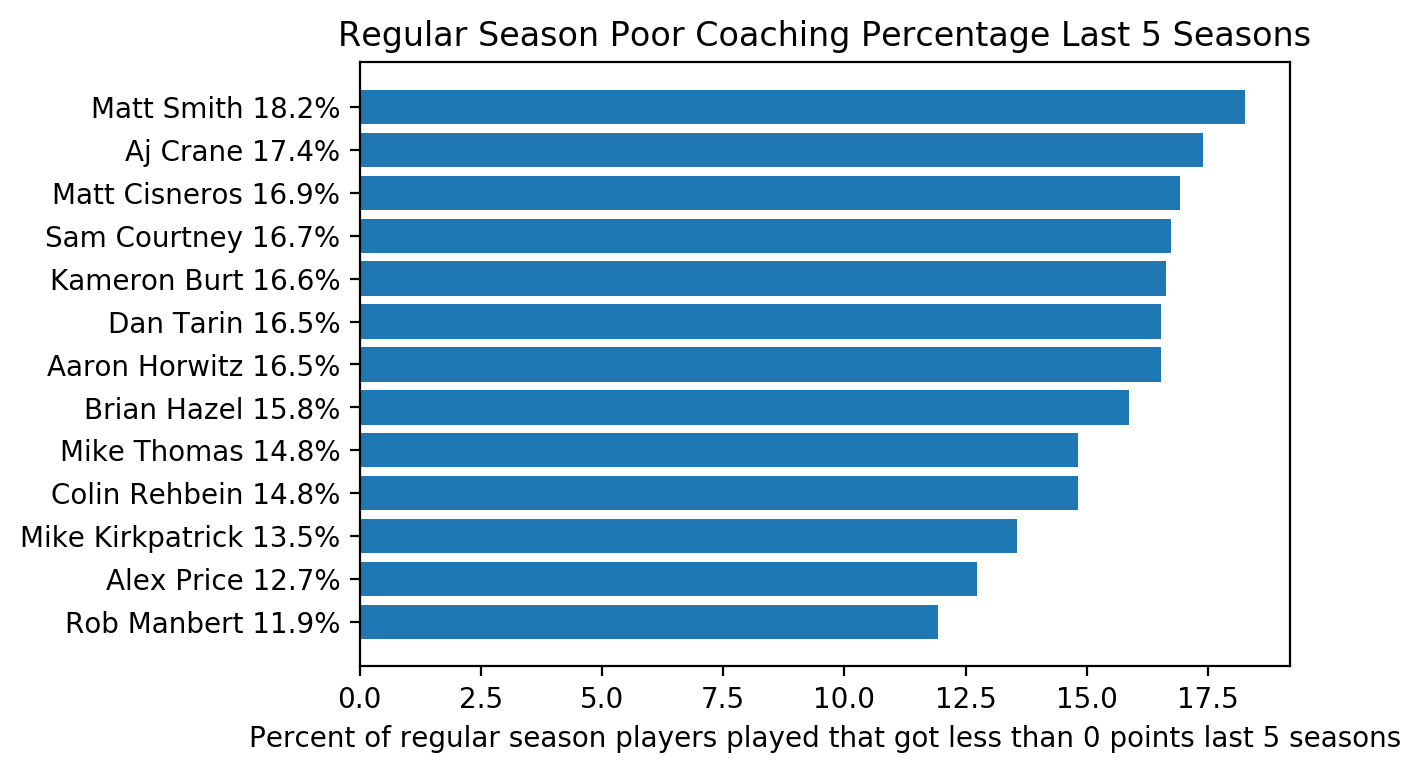 Regular Season Poor Coaching Percentage Last 5 Seasons
Matt Smith 18.2%
Aj Crane 17.4%
Matt Cisneros 16.9%
Sam Courtney 16.7%
Kameron Burt 16.6%
Dan Tarin 16.5%
Aaron Horwitz 16.5%
Brian Hazel 15.8%
Mike Thomas 14.8%
Colin Rehbein 14.8%
Mike Kirkpatrick 13.5%
Alex Price 12.7%
Rob Manbert 11.9%
0.0 2.5 5.0 7.5 10.0 12.5 15.0 17.5
Percent of regular season players played that got less than 0 points last 5 seasons